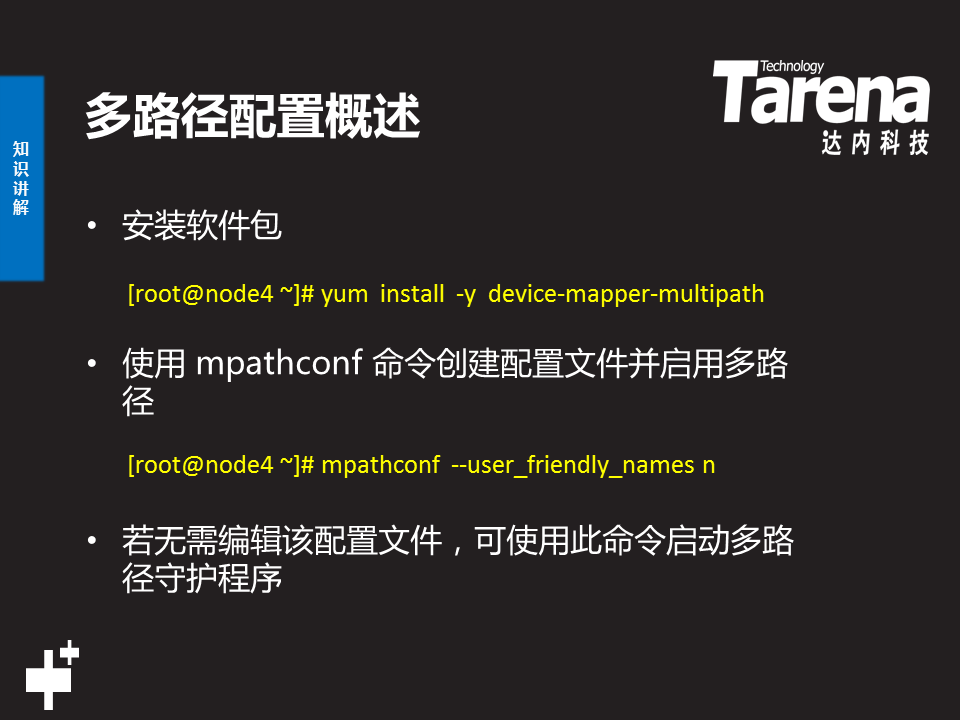 多路径配置概述
Technology
Tarena
达内科技
知
识
讲
解
• 安装软件包
[root@node4 ~]# yum  install  -y  device-mapper-multipath
• 使用 mpathconf 命令创建配置文件并启用多路
径
[root@node4 ~]# mpathconf  --user_friendly_names n
• 若无需编辑该配置文件，可使用此命令启动多路
径守护程序